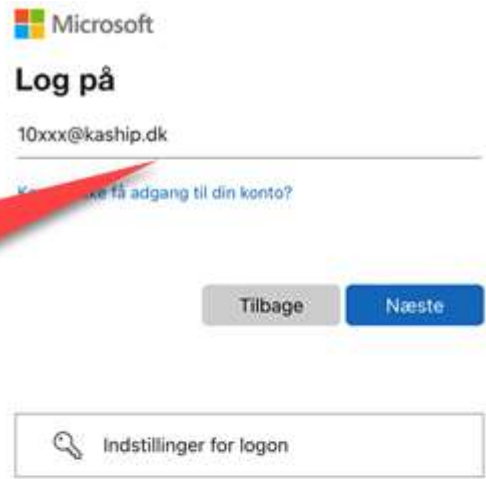 Microsoft
Log på
10xxx@kaship.dk
få adgang til din konto?
Tilbage
Næste
Indstillinger for logon